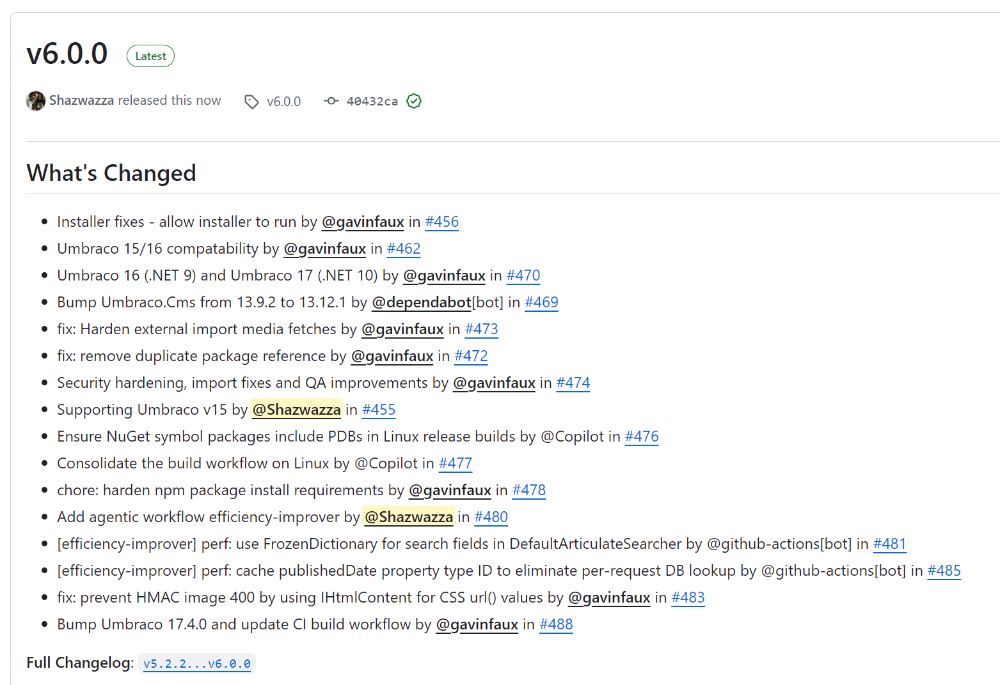 v6.0.0 Latest
Shazwazza released this now v6.0.0 40432ca
What's Changed
Installer fixes - allow installer to run by @gavinfaux in #456
Umbraco 15/16 compatability by @gavinfaux in #462
Umbraco 16 (.NET 9) and Umbraco 17 (.NET 10) by @gavinfaux in #470
Bump Umbraco.Cms from 13.9.2 to 13.12.1 by @dependabot[bot] in #469
fix: Harden external import media fetches by @gavinfaux in #473
fix: remove duplicate package reference by @gavinfaux in #472
Security hardening, import fixes and QA improvements by @gavinfaux in #474
Supporting Umbraco v15 by @Shazwazza in #455
Ensure NuGet symbol packages include PDBs in Linux release builds by @Copilot in #476
Consolidate the build workflow on Linux by @Copilot in #477
chore: harden npm package install requirements by @gavinfaux in #478
Add agentic workflow efficiency-improver by @Shazwazza in #480
[efficiency-improver] perf: use FrozenDictionary for search fields in DefaultArticulateSearcher by @github-actions[bot] in #481
[efficiency-improver] perf: cache publishedDate property type ID to eliminate per-request DB lookup by @github-actions[bot] in #485
fix: prevent HMAC image 400 by using IHtmlContent for CSS url() values by @gavinfaux in #483
Bump Umbraco 17.4.0 and update CI build workflow by @gavinfaux in #488
Full Changelog: v5.2.2...v6.0.0